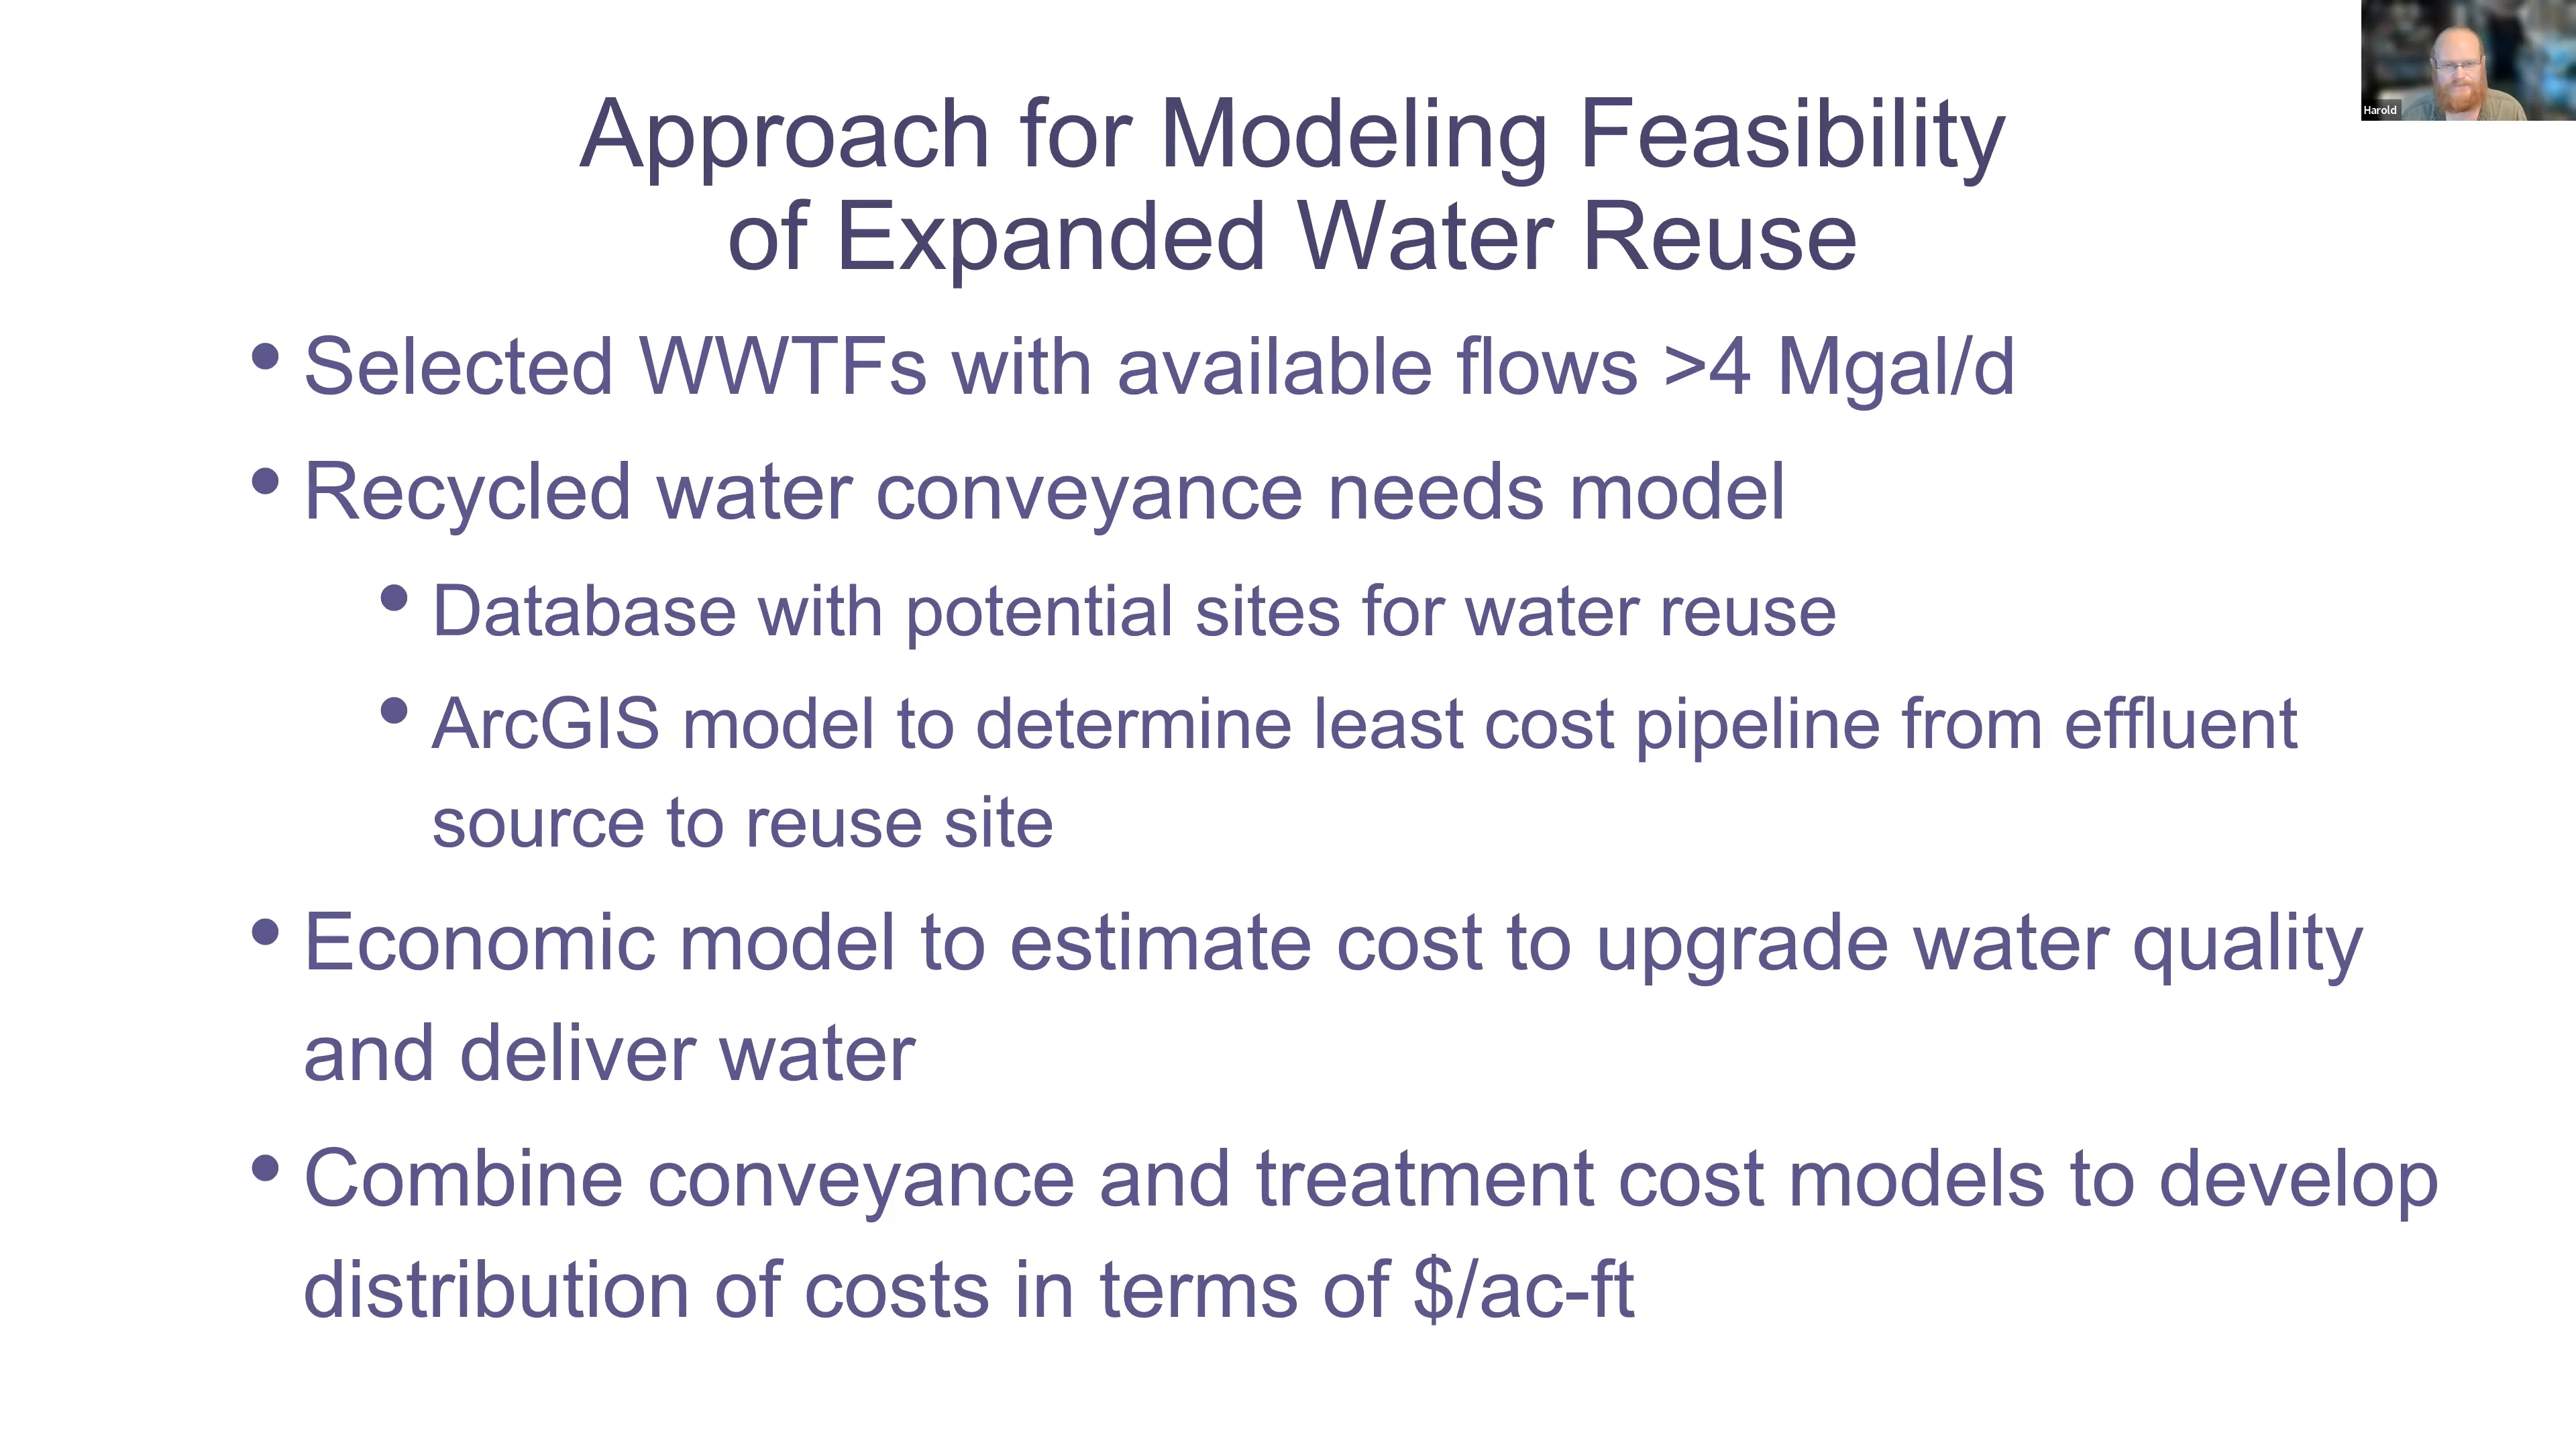 Harold
Approach for Modeling Feasibility
of Expanded Water Reuse
• Selected WWTFs with available flows >4 Mgal/d
• Recycled water conveyance needs model
• Database with potential sites for water reuse
• ArcGIS model to determine least cost pipeline from effluent
source to reuse site
• Economic model to estimate cost to upgrade water quality
and deliver water
• Combine conveyance and treatment cost models to develop
distribution of costs in terms of $/ac-ft